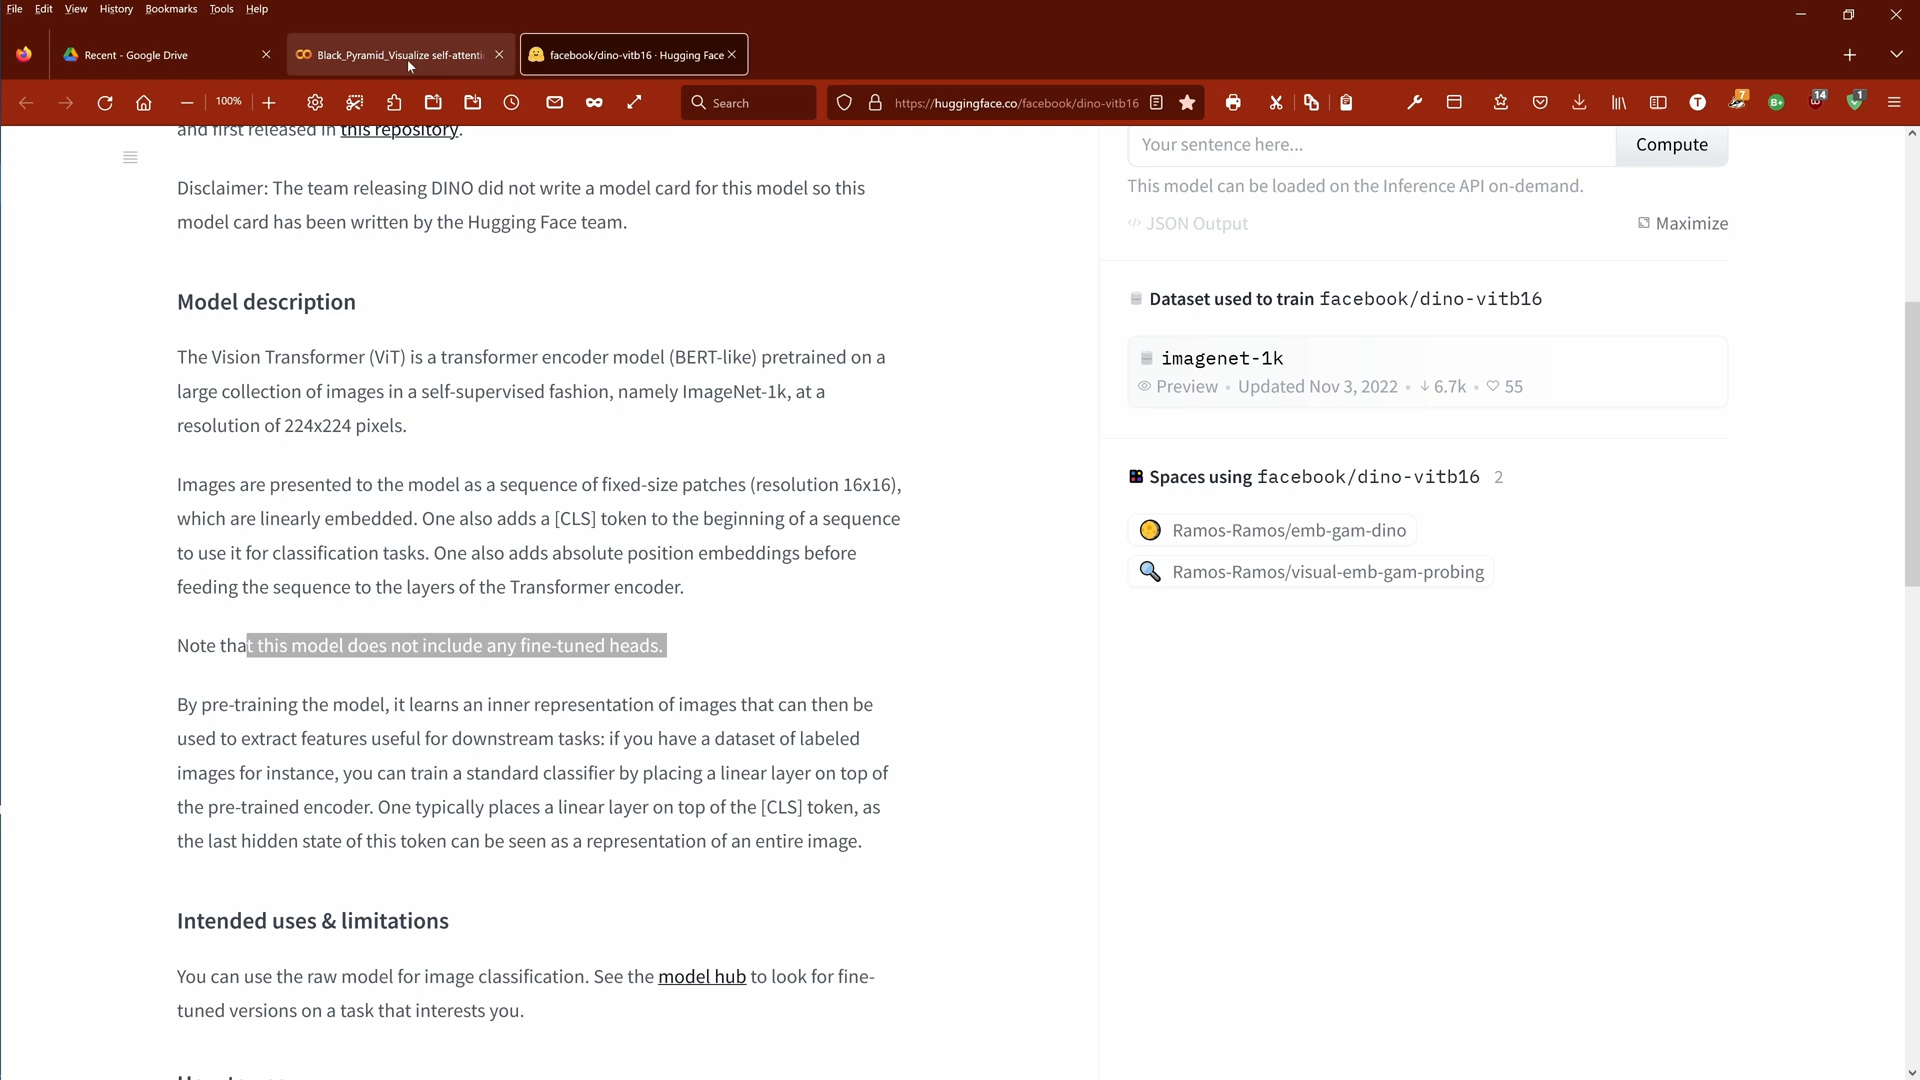 File Edit View History Bookmarks Tools Help
Recent - Google Drive
Black_Pyramid_Visualize self-attenti
facebook/dino-vitb16 · Hugging Face
100%
Search
https://huggingface.co/facebook/dino-vitb16
7
B+
14
1
T
and first released in this repository.
Disclaimer: The team releasing DINO did not write a model card for this model so this
model card has been written by the Hugging Face team.
Model description
The Vision Transformer (ViT) is a transformer encoder model (BERT-like) pretrained on a
large collection of images in a self-supervised fashion, namely ImageNet-1k, at a
resolution of 224x224 pixels.
Images are presented to the model as a sequence of fixed-size patches (resolution 16x16),
which are linearly embedded. One also adds a [CLS] token to the beginning of a sequence
to use it for classification tasks. One also adds absolute position embeddings before
feeding the sequence to the layers of the Transformer encoder.
Note that this model does not include any fine-tuned heads.
By pre-training the model, it learns an inner representation of images that can then be
used to extract features useful for downstream tasks: if you have a dataset of labeled
images for instance, you can train a standard classifier by placing a linear layer on top of
the pre-trained encoder. One typically places a linear layer on top of the [CLS] token, as
the last hidden state of this token can be seen as a representation of an entire image.
Intended uses & limitations
You can use the raw model for image classification. See the model hub to look for fine-
tuned versions on a task that interests you.
Your sentence here...
Compute
This model can be loaded on the Inference API on-demand.
</> JSON Output
Maximize
Dataset used to train facebook/dino-vitb16
imagenet-1k
Preview • Updated Nov 3, 2022 • ↓ 6.7k • ♡ 55
Spaces using facebook/dino-vitb16 2
Ramos-Ramos/emb-gam-dino
Ramos-Ramos/visual-emb-gam-probing